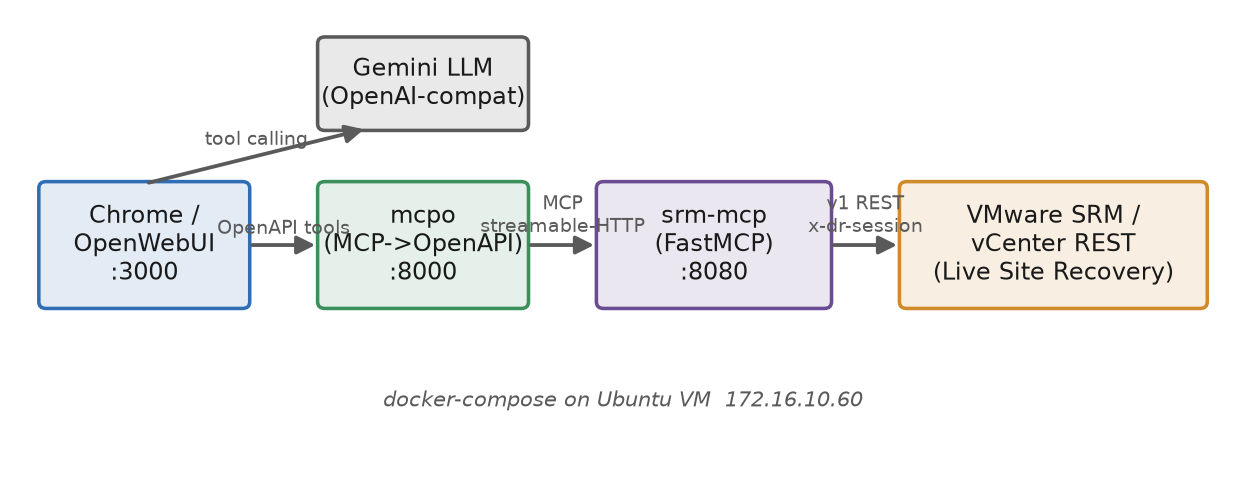 Gemini LLM
(OpenAI-compat)
tool calling
Chrome /
OpenWebUI
:3000
OpenAPI tools
mcpo
(MCP->OpenAPI)
:8000
MCP
streamable-HTTP
srm-mcp
(FastMCP)
:8080
v1 REST
x-dr-session
VMware SRM /
vCenter REST
(Live Site Recovery)
docker-compose on Ubuntu VM  172.16.10.60